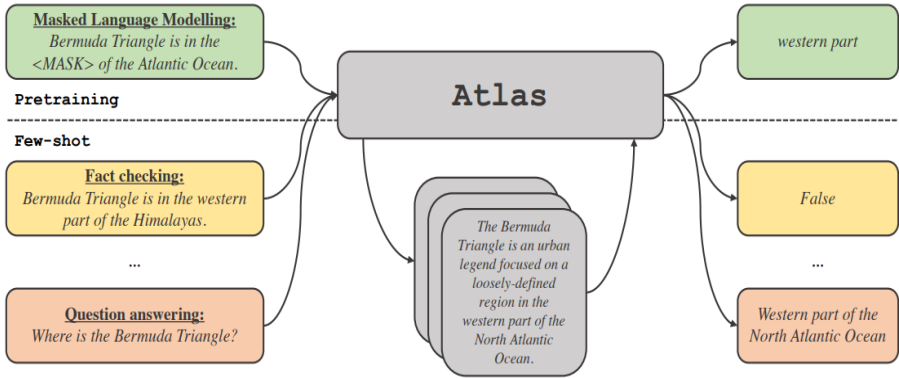 Masked Language Modelling:
Bermuda Triangle is in the
<MASK> of the Atlantic Ocean.
western part
Atlas
Pretraining
Few-shot
Fact checking:
Bermuda Triangle is in the western
part of the Himalayas.
False
...
...
The Bermuda
Triangle is an urban
legend focused on a
loosely-defined
region in the
western part of the
North Atlantic
Ocean.
Question answering:
Where is the Bermuda Triangle?
Western part of the
North Atlantic Ocean